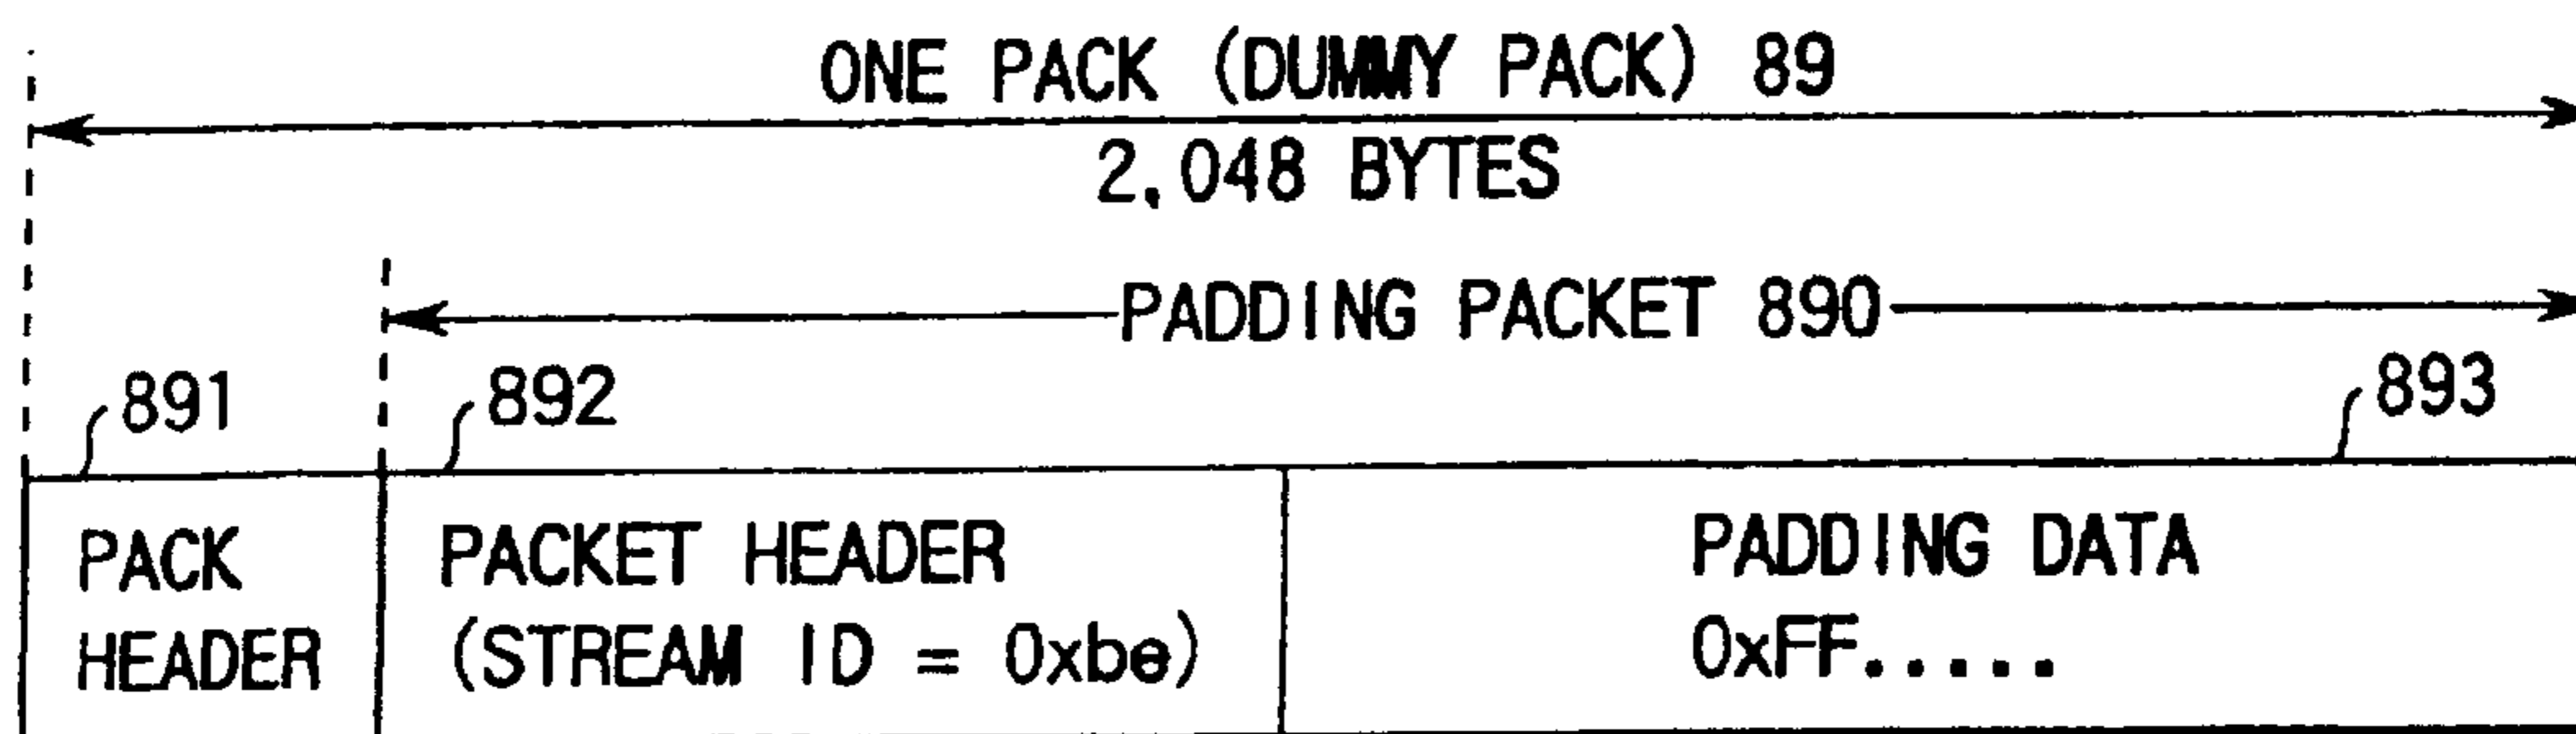 ONE PACK (DUMMY PACK) 89
2,048 BYTES
PADDING PACKET 890
891
892
893
PACK
HEADER
PACKET HEADER
(STREAM ID = 0xbe)
PADDING DATA
0xFF.....